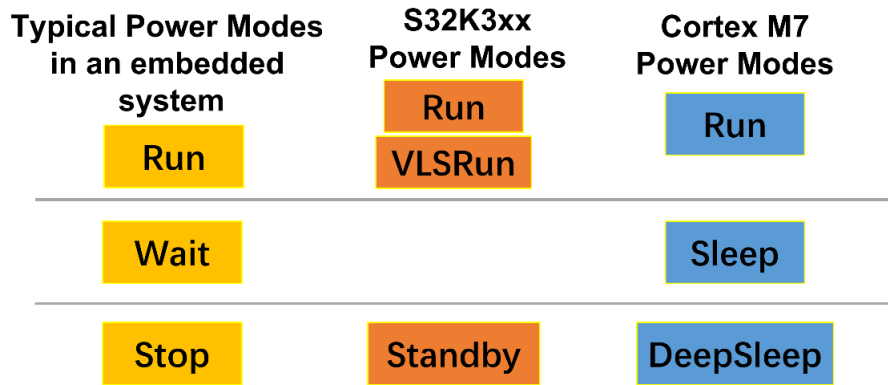 Typical Power Modes
in an embedded
system
S32K3xx
Power Modes
Cortex M7
Power Modes
Run
Run
VLSRun
Run
Wait
Sleep
Stop
Standby
DeepSleep